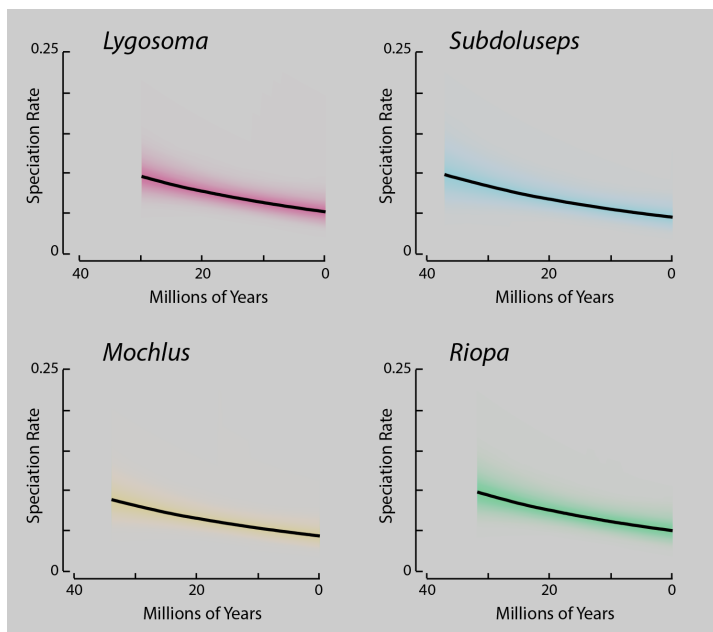 Lygosoma
0.25
Speciation Rate
0
40 20 0
Millions of Years
Subdoluseps
0.25
Speciation Rate
0
40 20 0
Millions of Years
Mochlus
0.25
Speciation Rate
0
40 20 0
Millions of Years
Riopa
0.25
Speciation Rate
0
40 20 0
Millions of Years